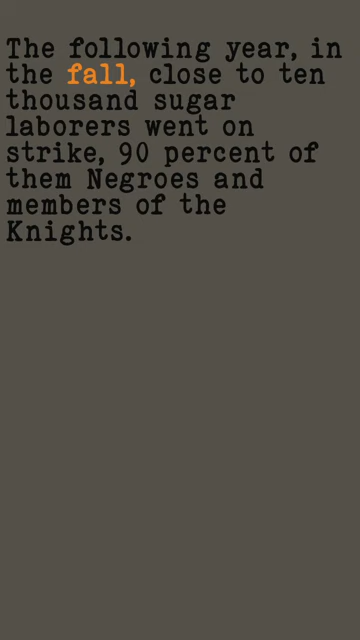 The following year, in
the fall, close to ten
thousand sugar
laborers went on
strike, 90 percent of
them Negroes and
members of the
Knights.